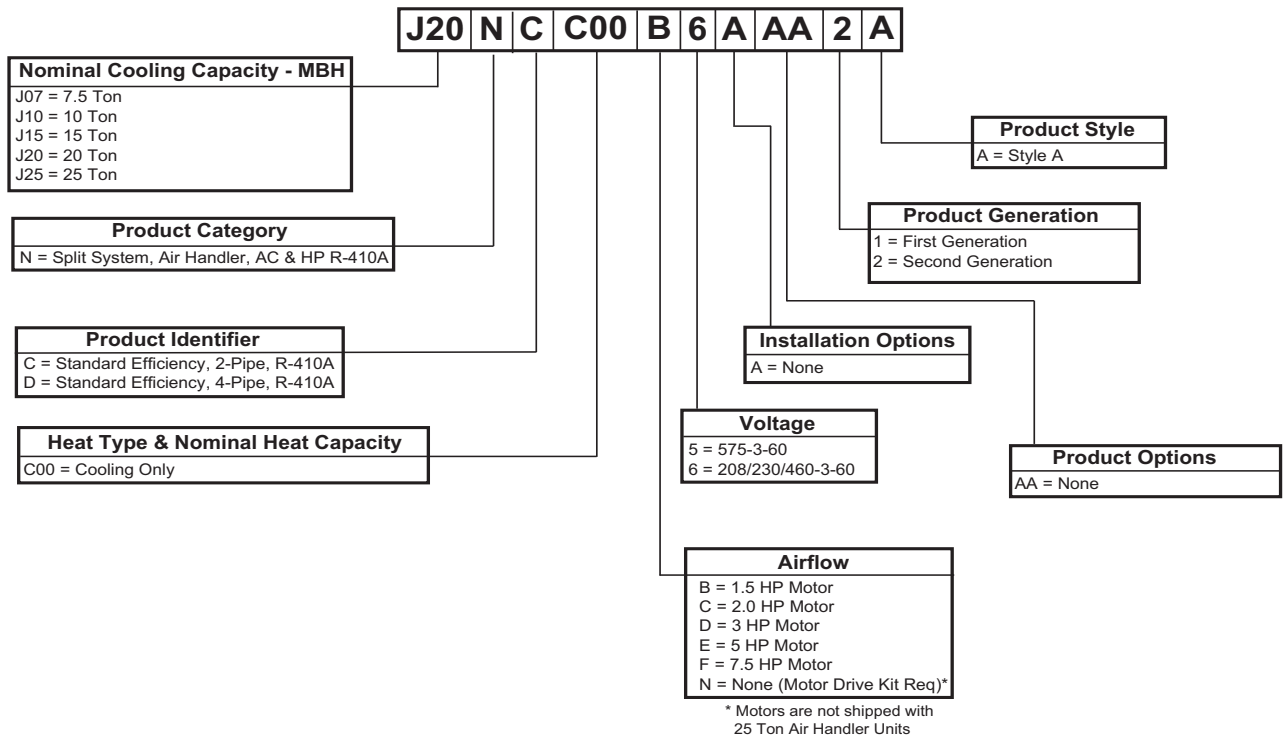 J20 N C C00 B 6 A AA 2 A
Nominal Cooling Capacity - MBH
J07 = 7.5 Ton
J10 = 10 Ton
J15 = 15 Ton
J20 = 20 Ton
J25 = 25 Ton
Product Category
N = Split System, Air Handler, AC & HP R-410A
Product Identifier
C = Standard Efficiency, 2-Pipe, R-410A
D = Standard Efficiency, 4-Pipe, R-410A
Heat Type & Nominal Heat Capacity
C00 = Cooling Only
Airflow
B = 1.5 HP Motor
C = 2.0 HP Motor
D = 3 HP Motor
E = 5 HP Motor
F = 7.5 HP Motor
N = None (Motor Drive Kit Req)*
* Motors are not shipped with
25 Ton Air Handler Units
Voltage
5 = 575-3-60
6 = 208/230/460-3-60
Installation Options
A = None
Product Options
AA = None
Product Generation
1 = First Generation
2 = Second Generation
Product Style
A = Style A